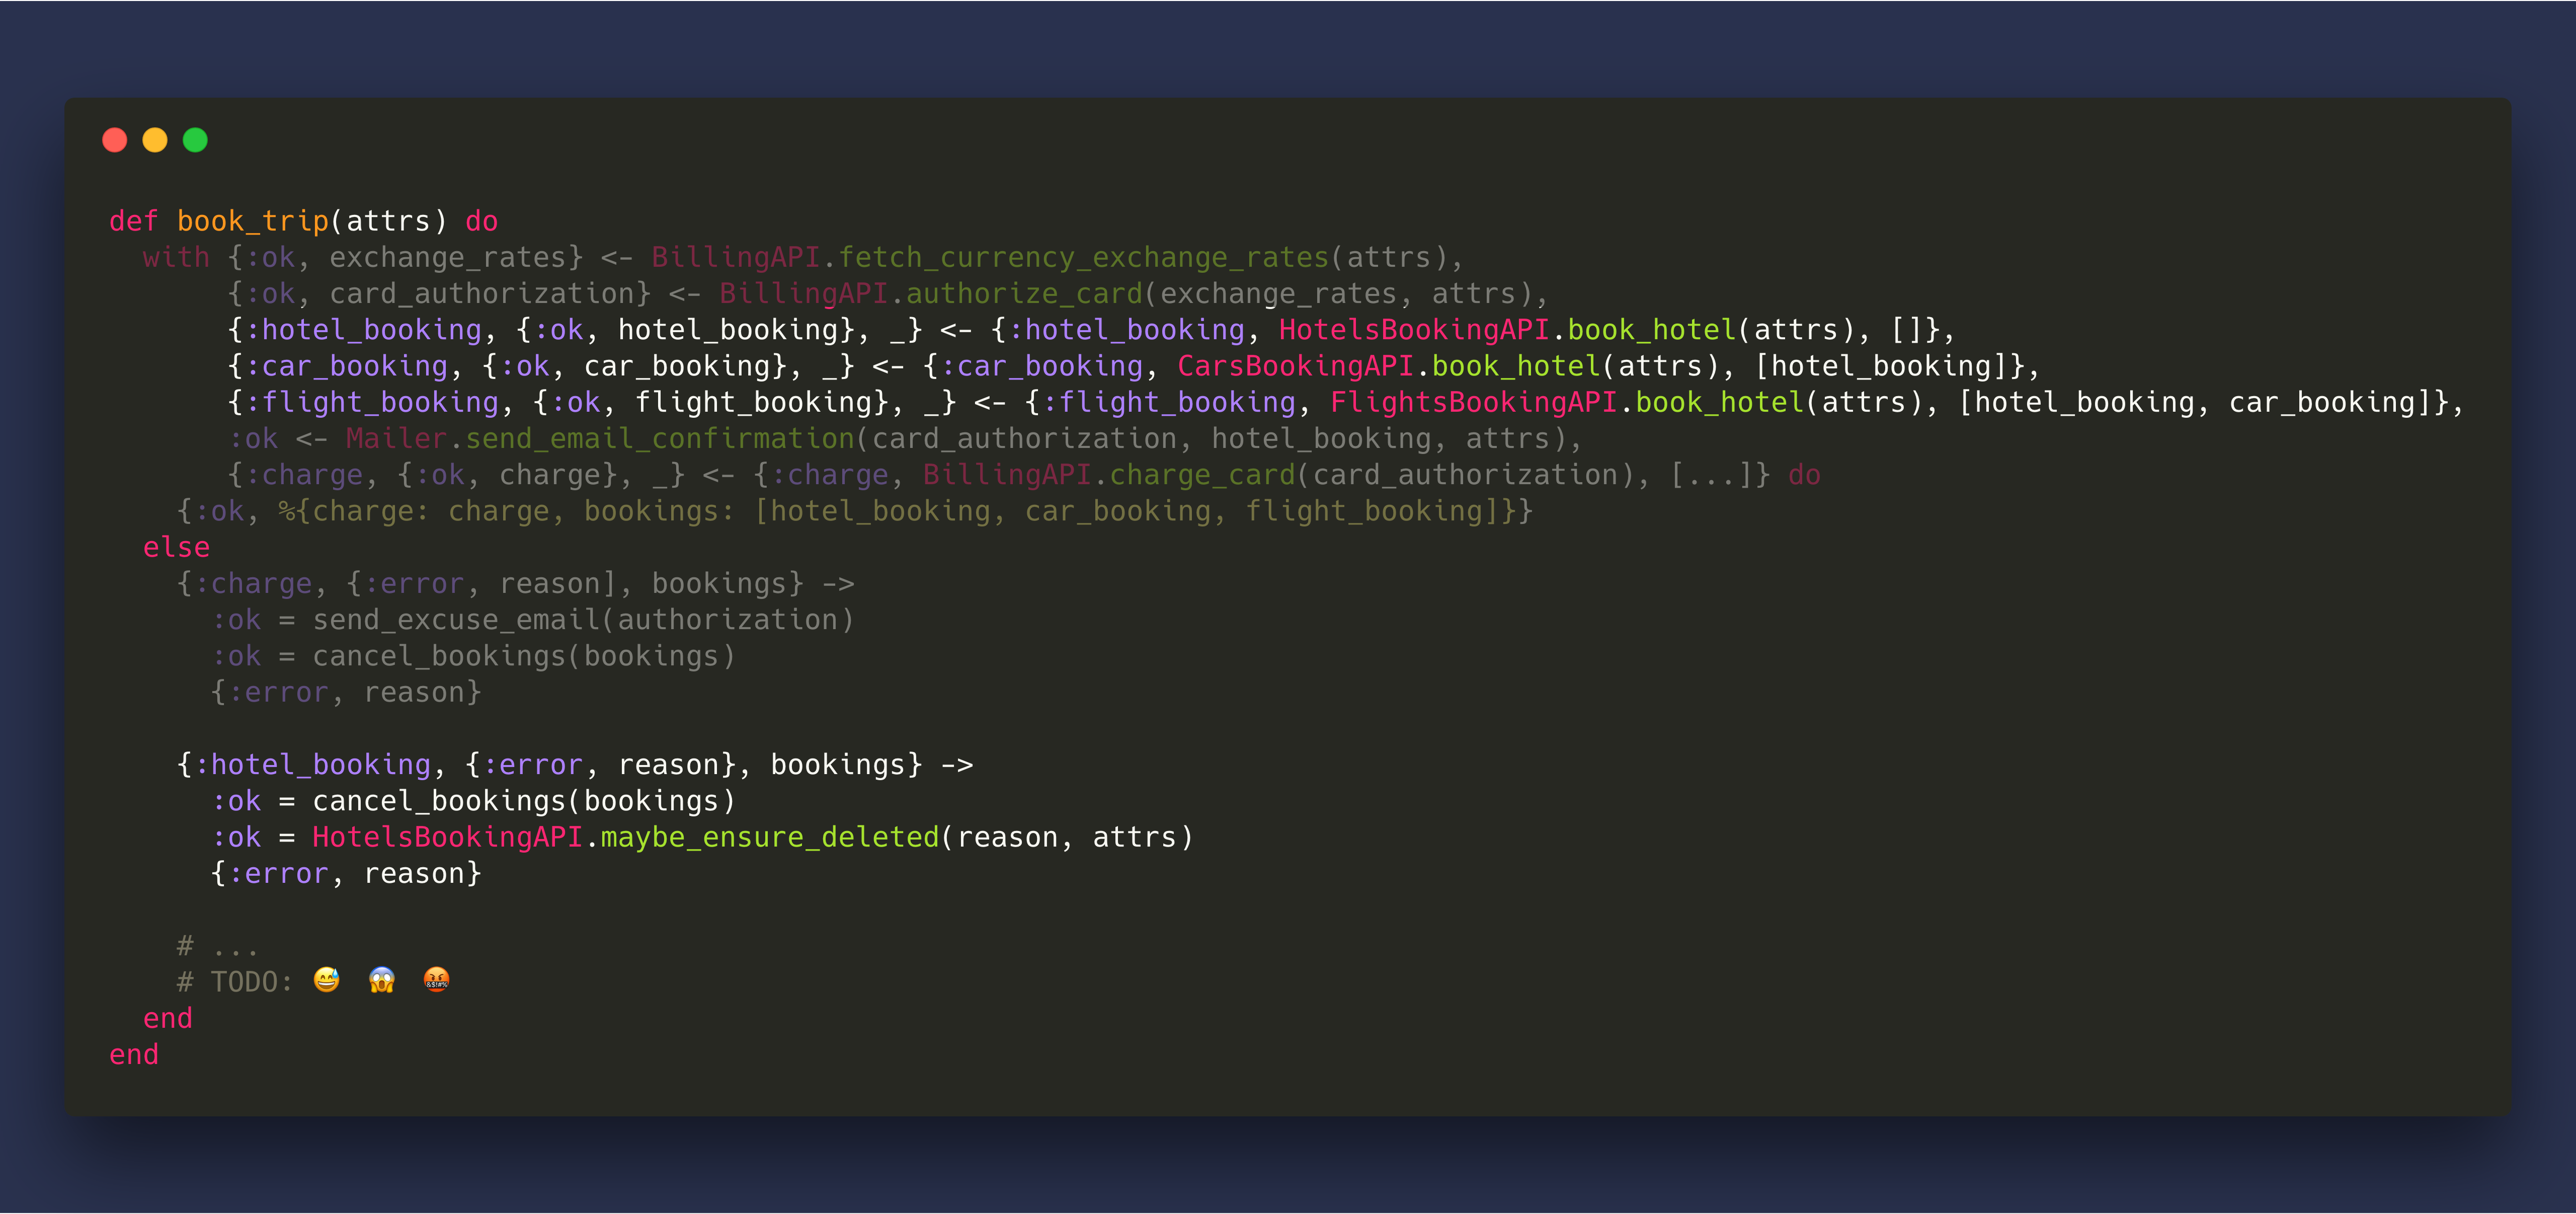 def book_trip(attrs) do
  with {:ok, exchange_rates} <- BillingAPI.fetch_currency_exchange_rates(attrs),
       {:ok, card_authorization} <- BillingAPI.authorize_card(exchange_rates, attrs),
       {:hotel_booking, {:ok, hotel_booking}, _} <- {:hotel_booking, HotelsBookingAPI.book_hotel(attrs), []},
       {:car_booking, {:ok, car_booking}, _} <- {:car_booking, CarsBookingAPI.book_hotel(attrs), [hotel_booking]},
       {:flight_booking, {:ok, flight_booking}, _} <- {:flight_booking, FlightsBookingAPI.book_hotel(attrs), [hotel_booking, car_booking]},
       :ok <- Mailer.send_email_confirmation(card_authorization, hotel_booking, attrs),
       {:charge, {:ok, charge}, _} <- {:charge, BillingAPI.charge_card(card_authorization), [...]} do
    {:ok, %{charge: charge, bookings: [hotel_booking, car_booking, flight_booking]}}
  else
    {:charge, {:error, reason], bookings} ->
      :ok = send_excuse_email(authorization)
      :ok = cancel_bookings(bookings)
      {:error, reason}

    {:hotel_booking, {:error, reason}, bookings} ->
      :ok = cancel_bookings(bookings)
      :ok = HotelsBookingAPI.maybe_ensure_deleted(reason, attrs)
      {:error, reason}

    # ...
    # TODO: 😅 😱 🤬
  end
end